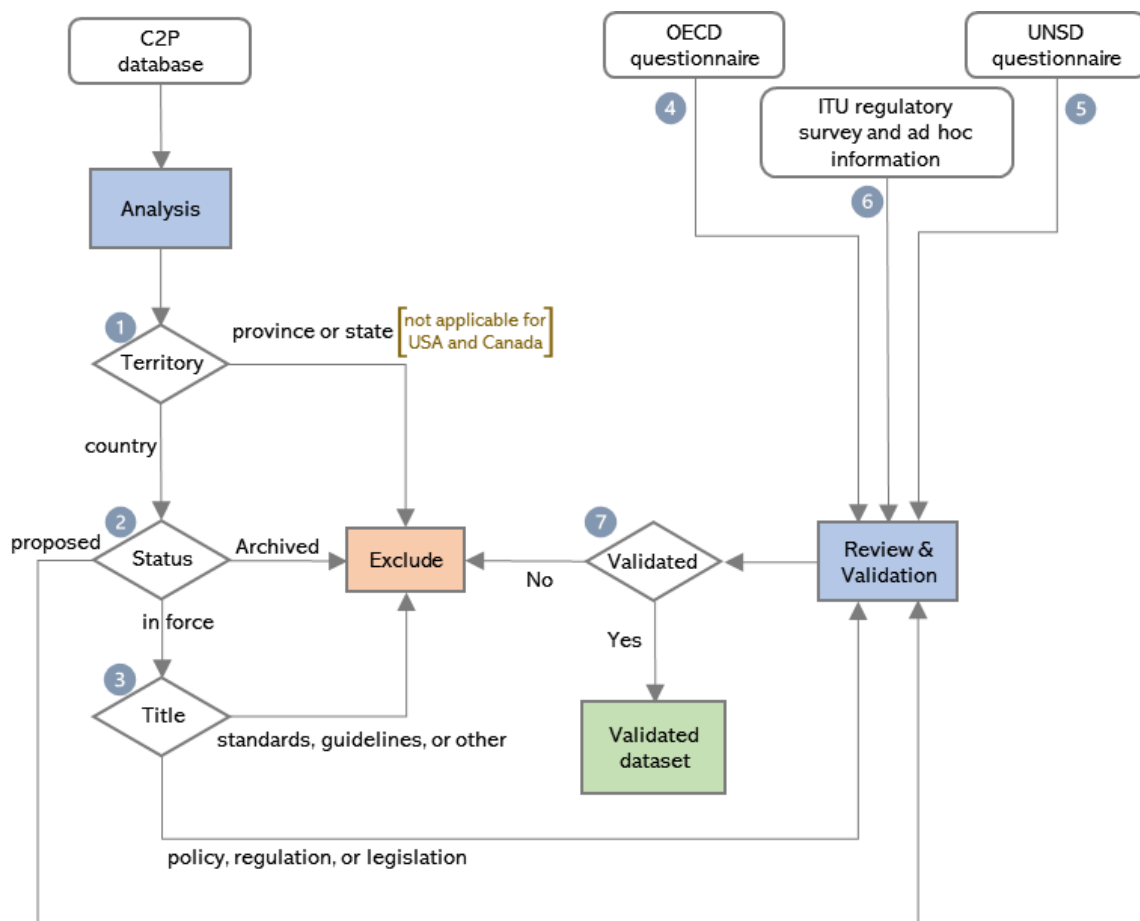 C2P
database
OECD
questionnaire
UNSD
questionnaire
4
5
ITU regulatory
survey and ad hoc
information
6
Analysis
1
province or state
[not applicable for
USA and Canada]
Territory
country
2
7
proposed
Status
Archived
Exclude
No
Validated
Review &
Validation
in force
Yes
3
Title
standards, guidelines, or other
Validated
dataset
policy, regulation, or legislation